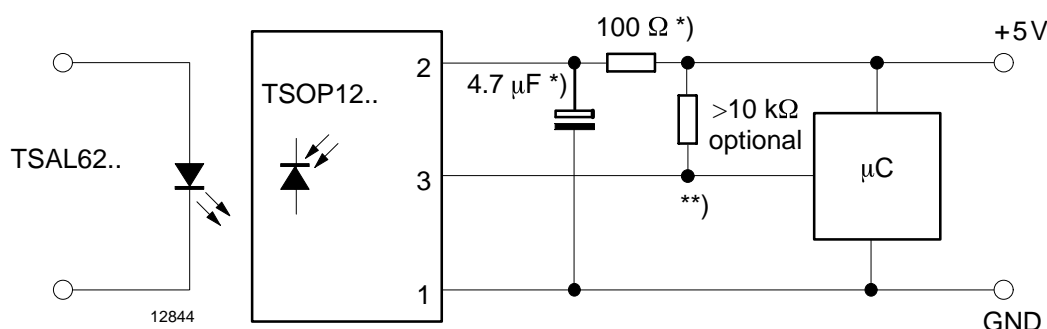 100 Ω *)
+5V
2
4.7 μF *)
TSOP12..
>10 kΩ
optional
TSAL62..
3
μC
**)
1
12844
GND